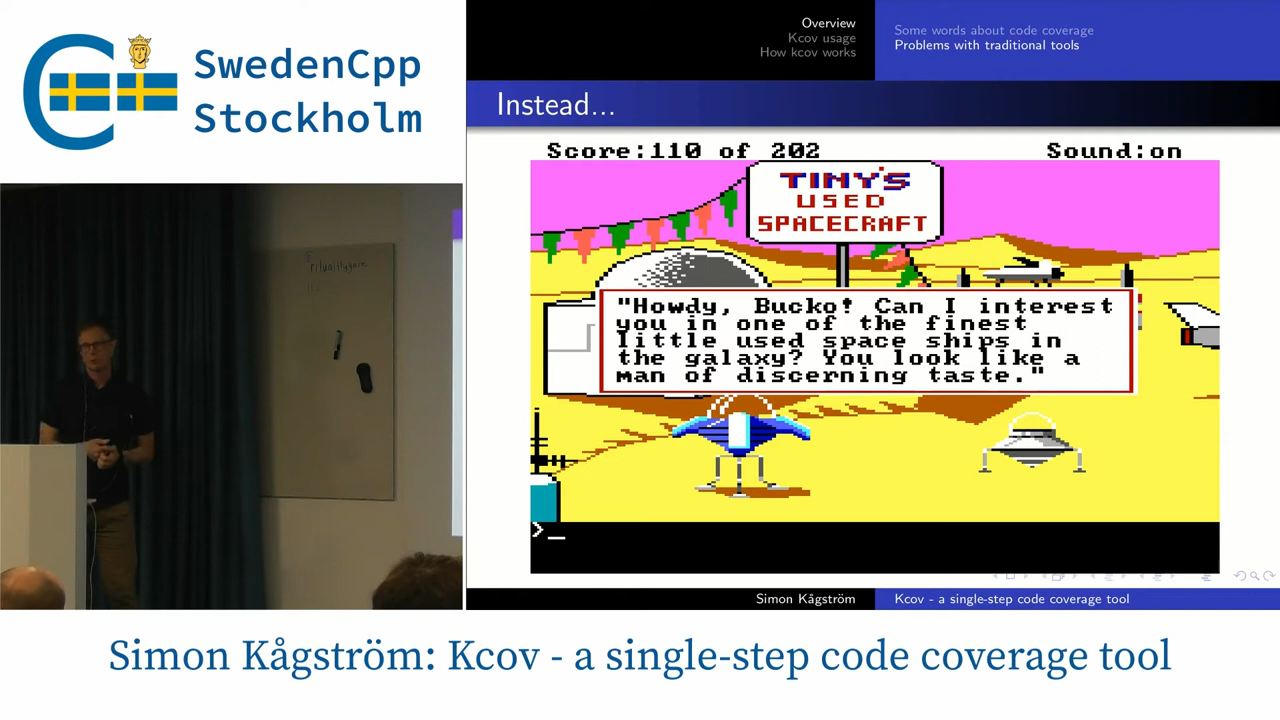 SwedenCpp
Stockholm
Overview
Kcov usage
How kcov works
Some words about code coverage
Problems with traditional tools
Instead...
Score:110 of 202
Sound:on
TINY'S
USED
SPACECRAFT
"Howdy, Bucko! Can I interest
you in one of the finest
little used space ships in
the galaxy? You look like a
man of discerning taste."
>_
Simon Kågström
Kcov - a single-step code coverage tool
Simon Kågström: Kcov - a single-step code coverage tool